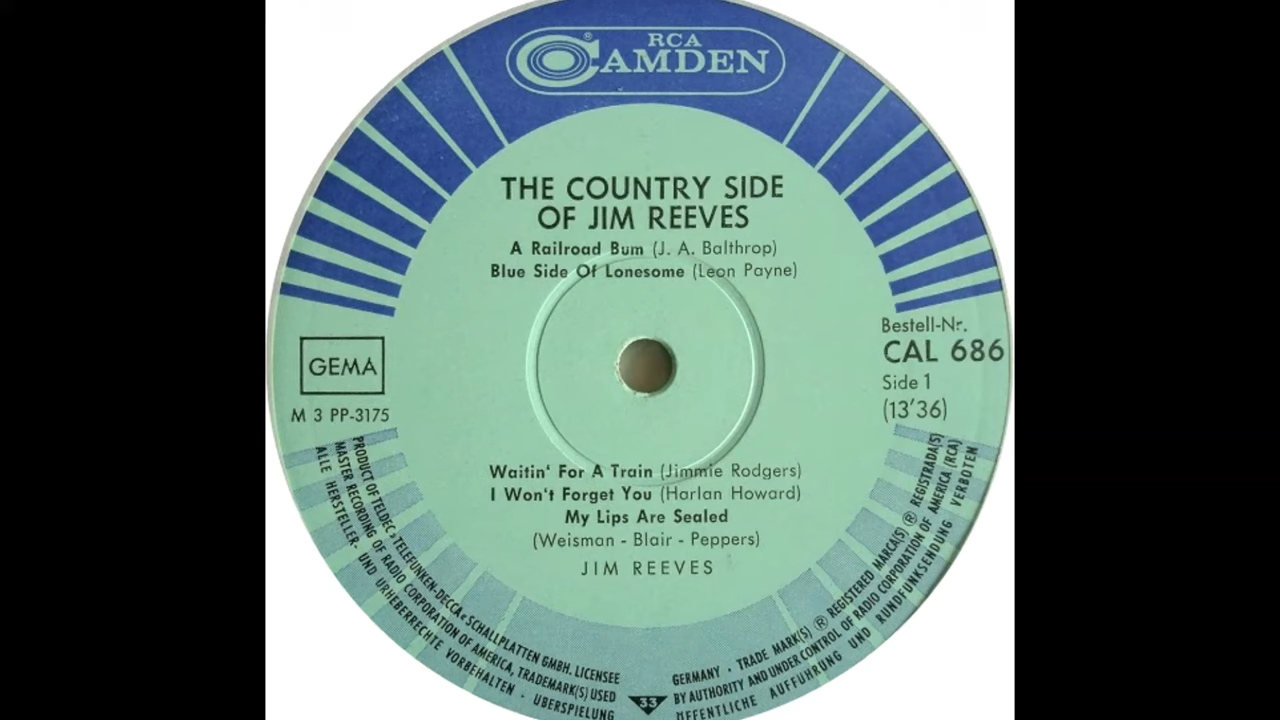 RCA
CAMDEN
®
THE COUNTRY SIDE
OF JIM REEVES
A Railroad Bum (J. A. Balthrop)
Blue Side Of Lonesome (Leon Payne)
GEMA
M 3 PP-3175
Bestell-Nr.
CAL 686
Side 1
(13'36)
Waitin' For A Train (Jimmie Rodgers)
I Won't Forget You (Harlan Howard)
My Lips Are Sealed
(Weisman - Blair - Peppers)
JIM REEVES
PRODUCT OF TELDEC »TELEFUNKEN-DECCA« SCHALLPLATTEN GMBH. LICENSEE
MASTER RECORDING OF RADIO CORPORATION OF AMERICA, TRADEMARK(S) USED
ALLE HERSTELLER- UND URHEBERRECHTE VORBEHALTEN - ÜBERSPIELUNG
33
GERMANY · TRADE MARK(S) ® REGISTERED MARCA(S) ® REGISTRADA(S)
BY AUTHORITY AND UNDER CONTROL OF RADIO CORPORATION OF AMERICA (RCA)
ÖFFENTLICHE AUFFÜHRUNG UND RUNDFUNKSENDUNG VERBOTEN